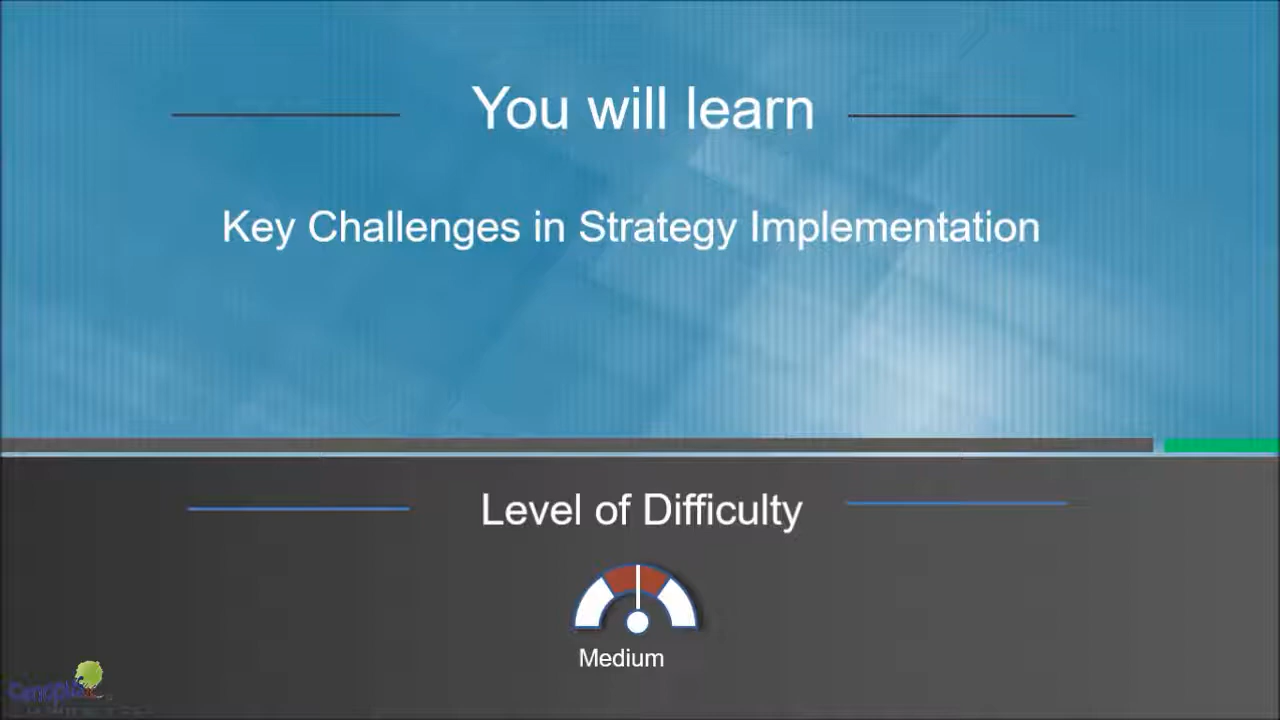 You will learn
Key Challenges in Strategy Implementation
Level of Difficulty
Medium